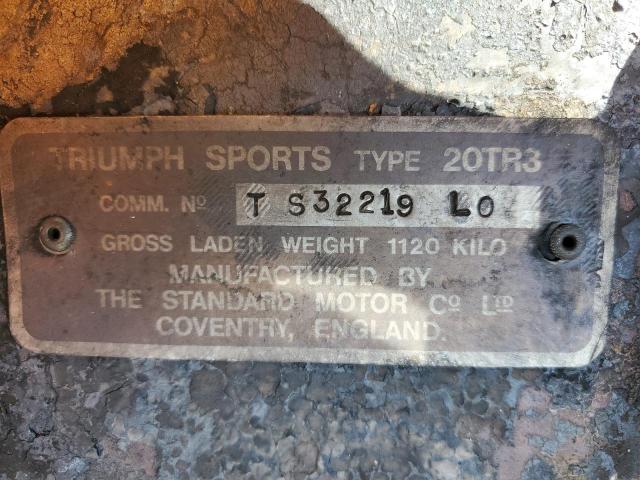 TRIUMPH SPORTS TYPE 20TR3
COMM. Nº T S32219 LO
GROSS LADEN WEIGHT 1120 KILO
MANUFACTURED BY
THE STANDARD MOTOR Cº LTD
COVENTRY, ENGLAND.